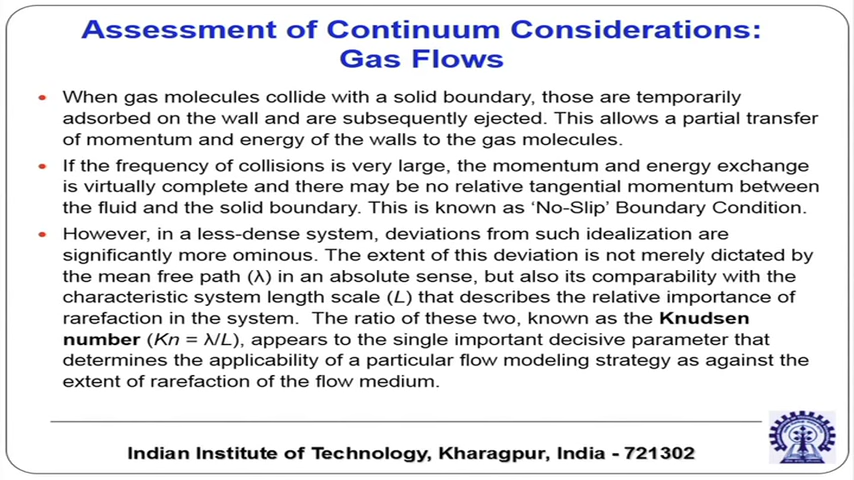 Assessment of Continuum Considerations:
Gas Flows
• When gas molecules collide with a solid boundary, those are temporarily
adsorbed on the wall and are subsequently ejected. This allows a partial transfer
of momentum and energy of the walls to the gas molecules.
• If the frequency of collisions is very large, the momentum and energy exchange
is virtually complete and there may be no relative tangential momentum between
the fluid and the solid boundary. This is known as ‘No-Slip’ Boundary Condition.
• However, in a less-dense system, deviations from such idealization are
significantly more ominous. The extent of this deviation is not merely dictated by
the mean free path (λ) in an absolute sense, but also its comparability with the
characteristic system length scale (L) that describes the relative importance of
rarefaction in the system. The ratio of these two, known as the Knudsen
number (Kn = λ/L), appears to the single important decisive parameter that
determines the applicability of a particular flow modeling strategy as against the
extent of rarefaction of the flow medium.
Indian Institute of Technology, Kharagpur, India - 721302